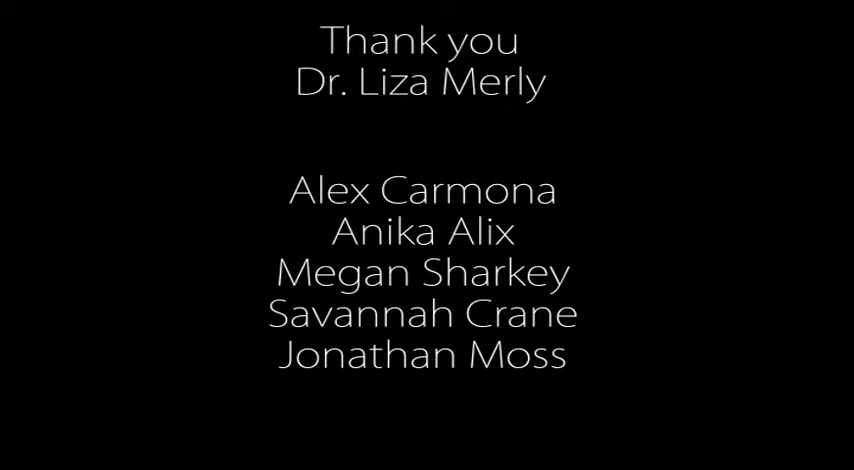 Thank you
Dr. Liza Merly
Alex Carmona
Anika Alix
Megan Sharkey
Savannah Crane
Jonathan Moss